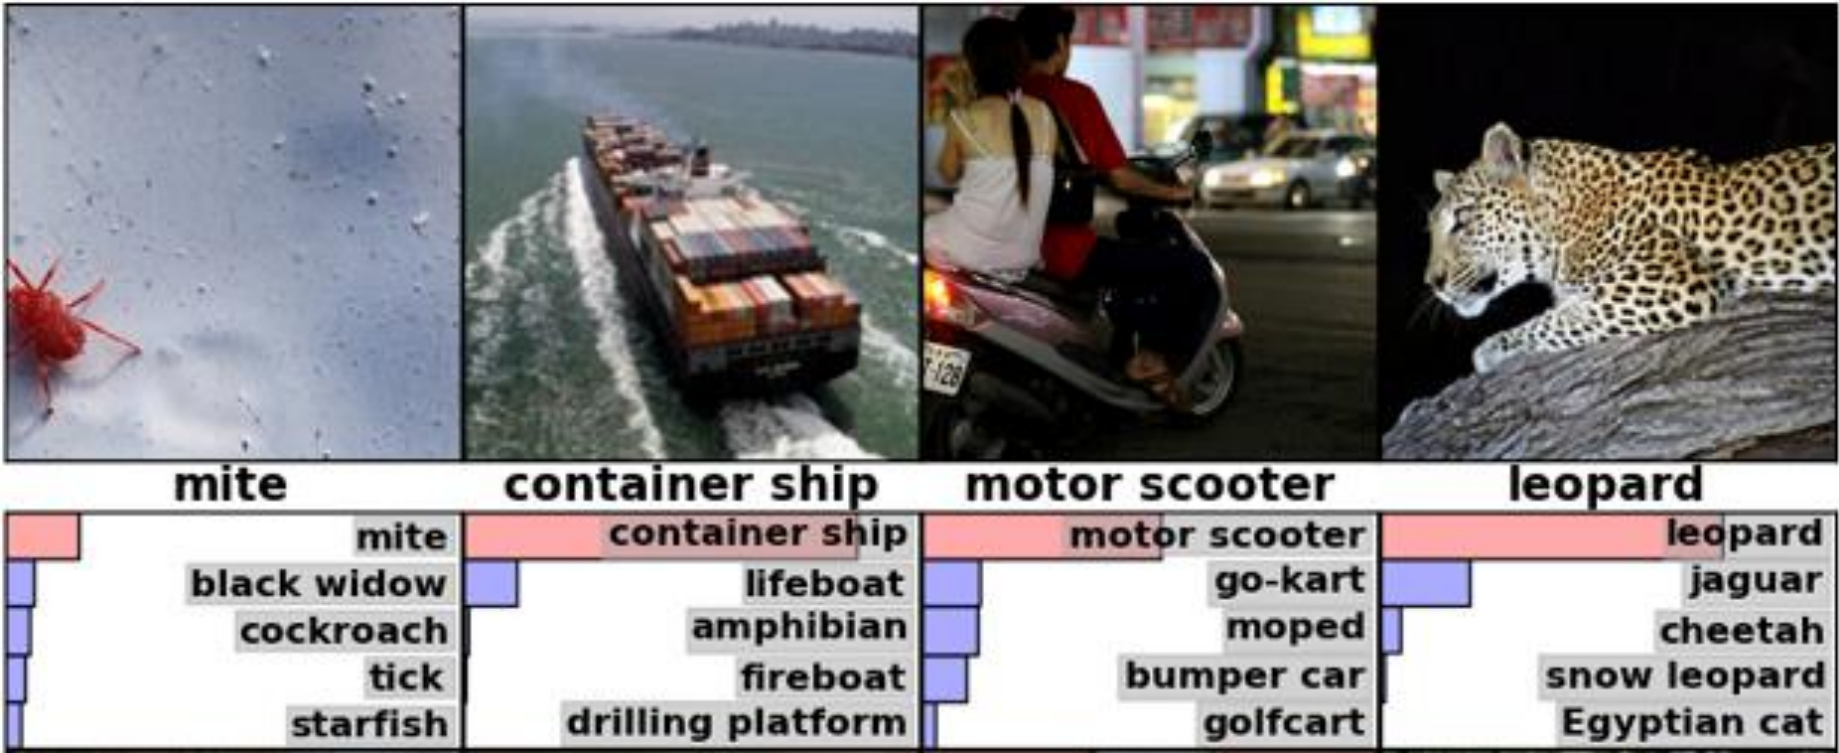 T-128
mite
container ship
motor scooter
leopard
mite
black widow
cockroach
tick
starfish
container ship
lifeboat
amphibian
fireboat
drilling platform
motor scooter
go-kart
moped
bumper car
golfcart
leopard
jaguar
cheetah
snow leopard
Egyptian cat